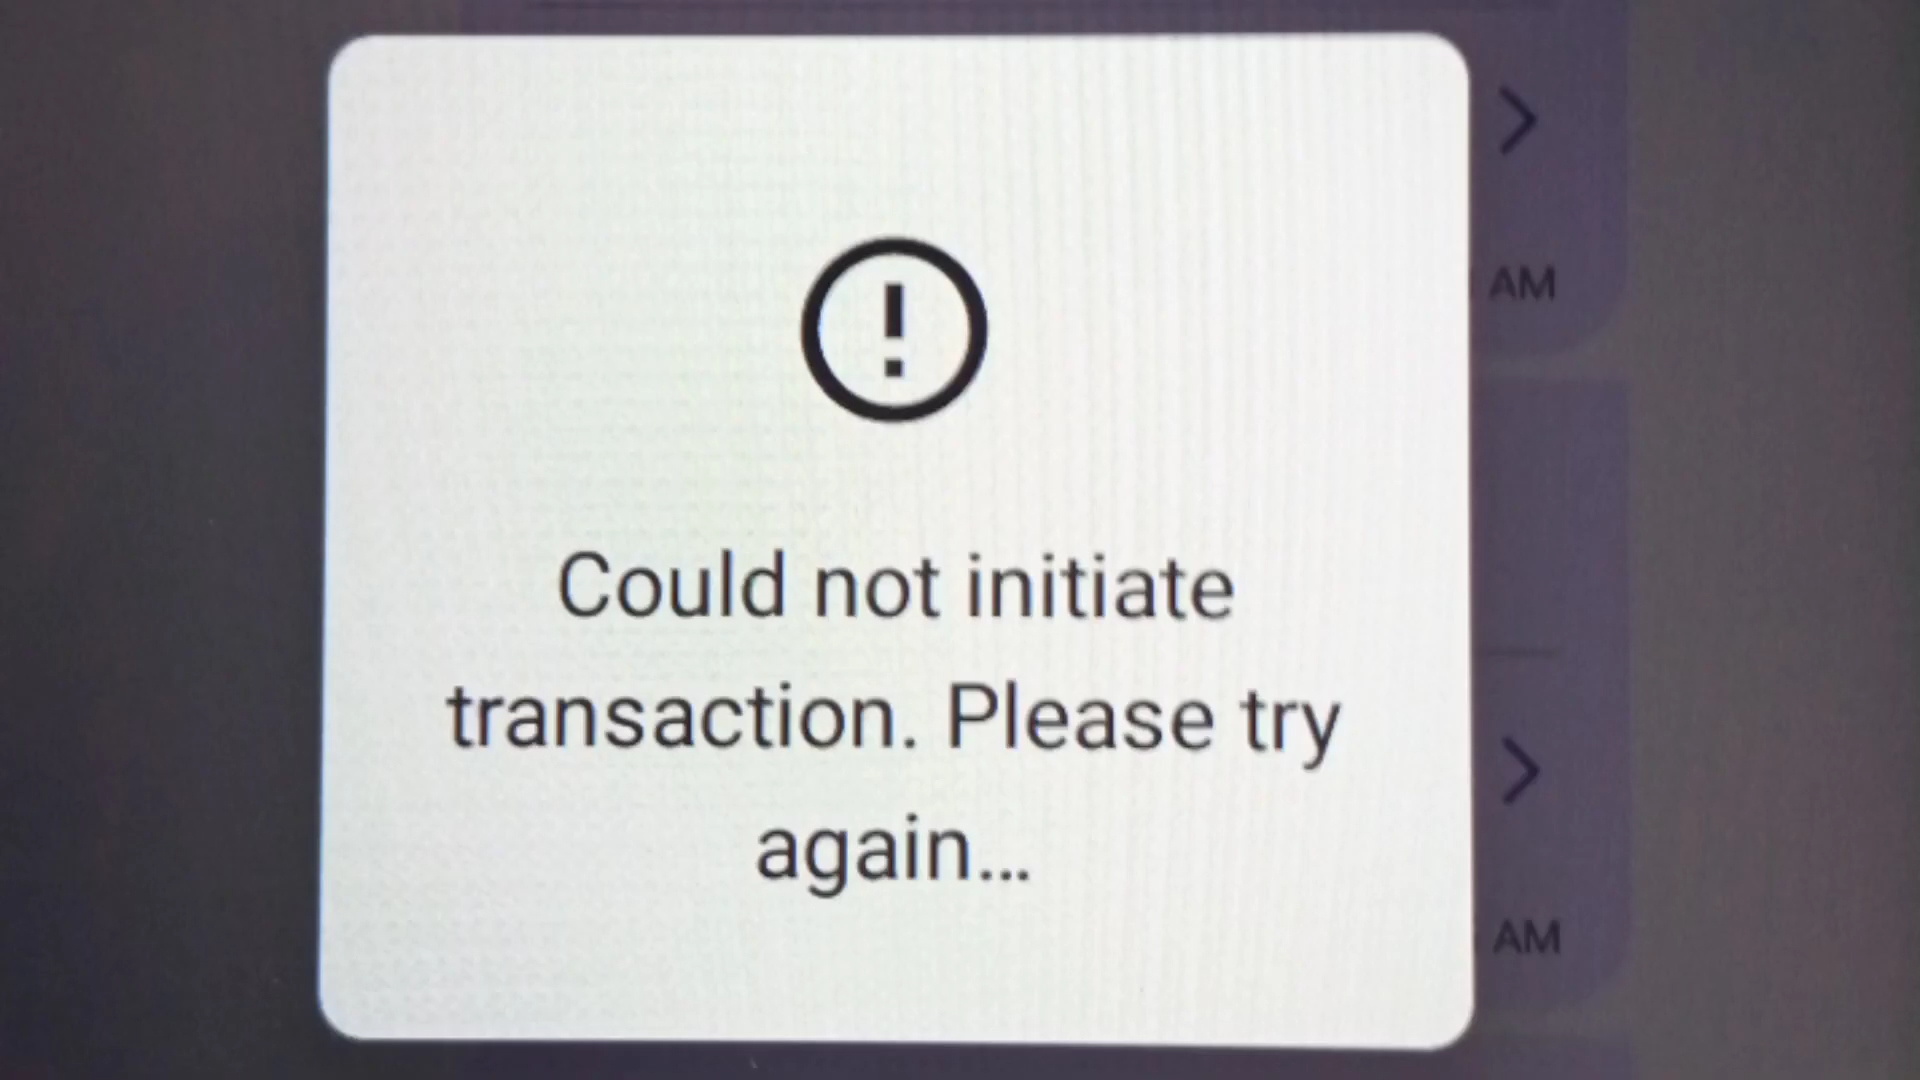 AM
Could not initiate
transaction. Please try
again...
AM